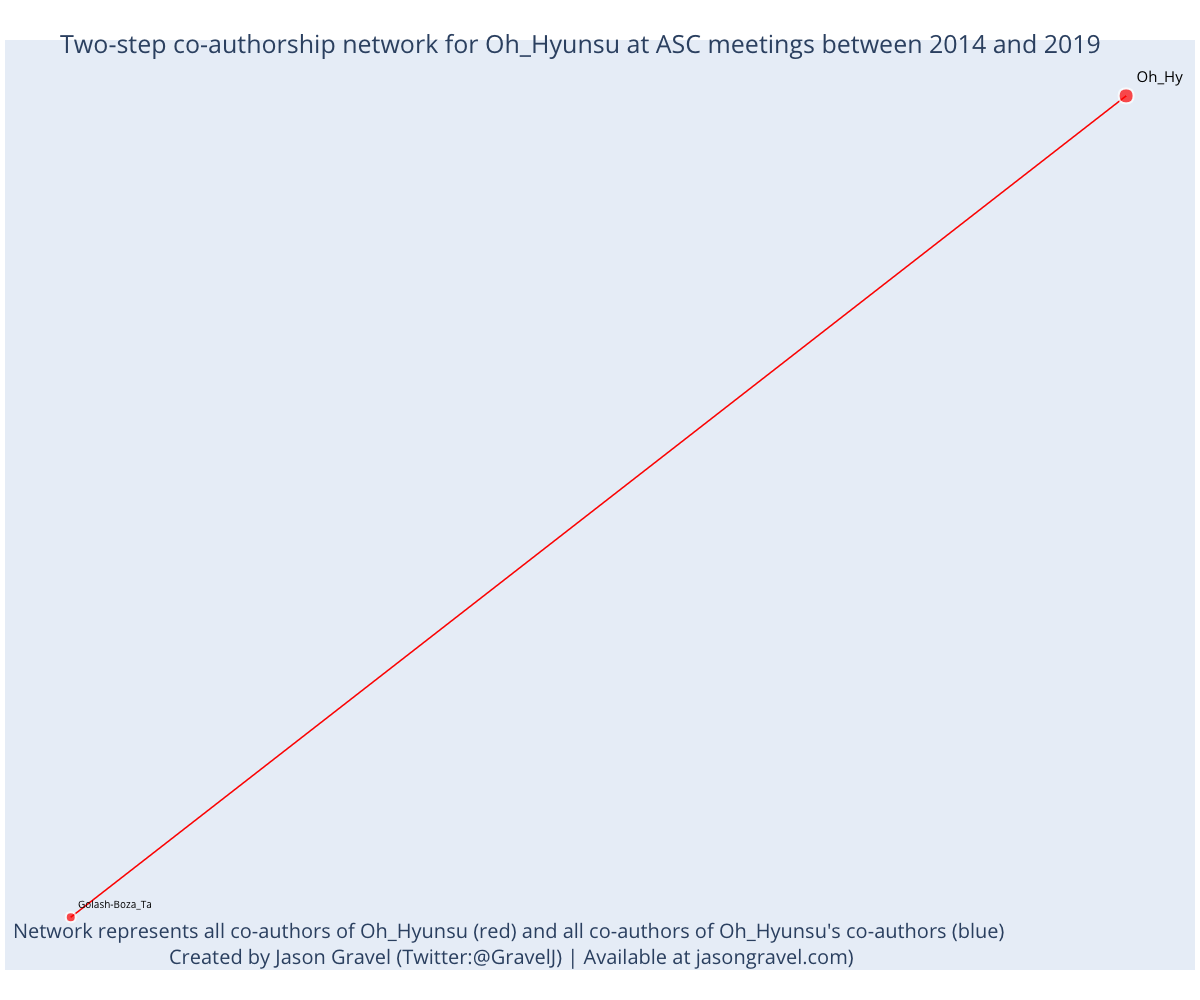 Two-step co-authorship network for Oh_Hyunsu at ASC meetings between 2014 and 2019
Oh_Hy
Golash-Boza_Ta
Network represents all co-authors of Oh_Hyunsu (red) and all co-authors of Oh_Hyunsu's co-authors (blue)
Created by Jason Gravel (Twitter:@GravelJ) | Available at jasongravel.com)